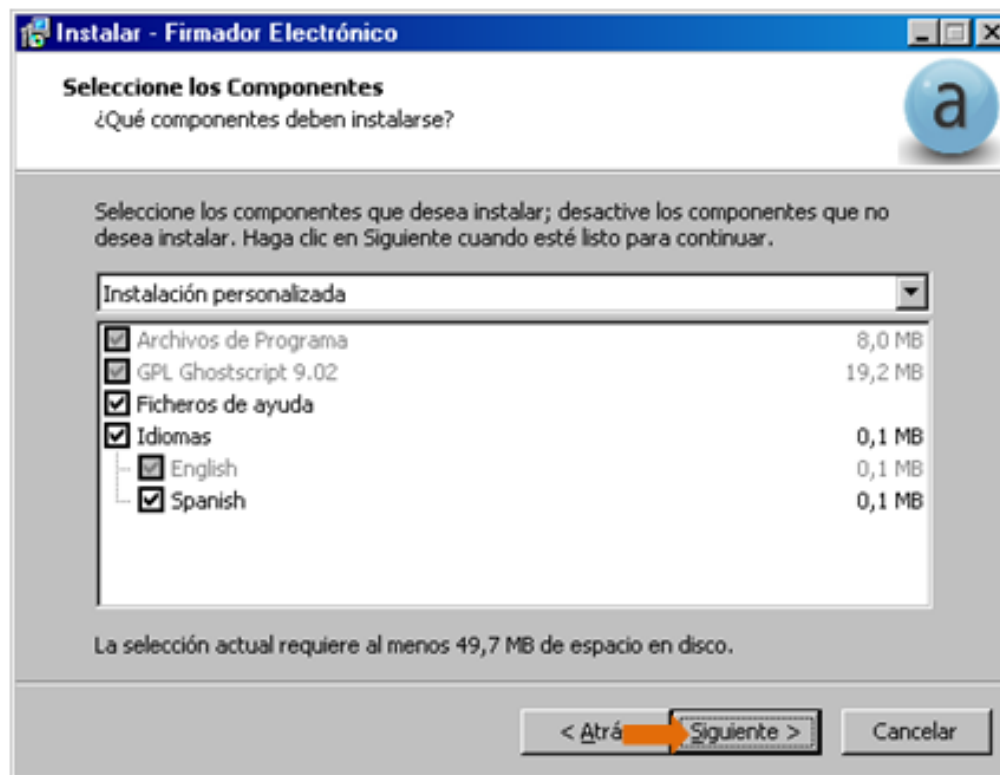 Instalar - Firmador Electrónico
Seleccione los Componentes
¿Qué componentes deben instalarse?
a
Seleccione los componentes que desea instalar; desactive los componentes que no
desea instalar. Haga clic en Siguiente cuando esté listo para continuar.
Instalación personalizada
Archivos de Programa 8,0 MB
GPL Ghostscript 9.02 19,2 MB
Ficheros de ayuda
Idiomas 0,1 MB
English 0,1 MB
Spanish 0,1 MB
La selección actual requiere al menos 49,7 MB de espacio en disco.
< Atrá Siguiente > Cancelar